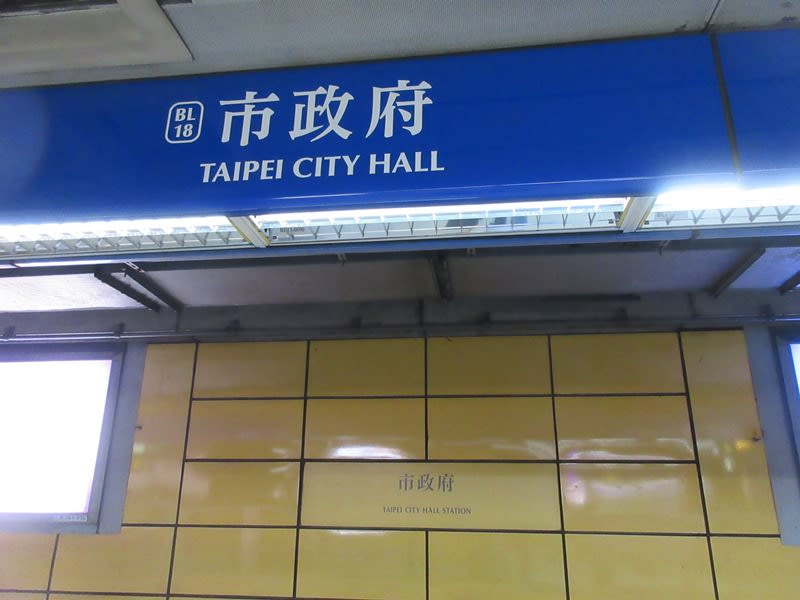 BL
18
市政府
TAIPEI CITY HALL
市政府
TAIPEI CITY HALL STATION